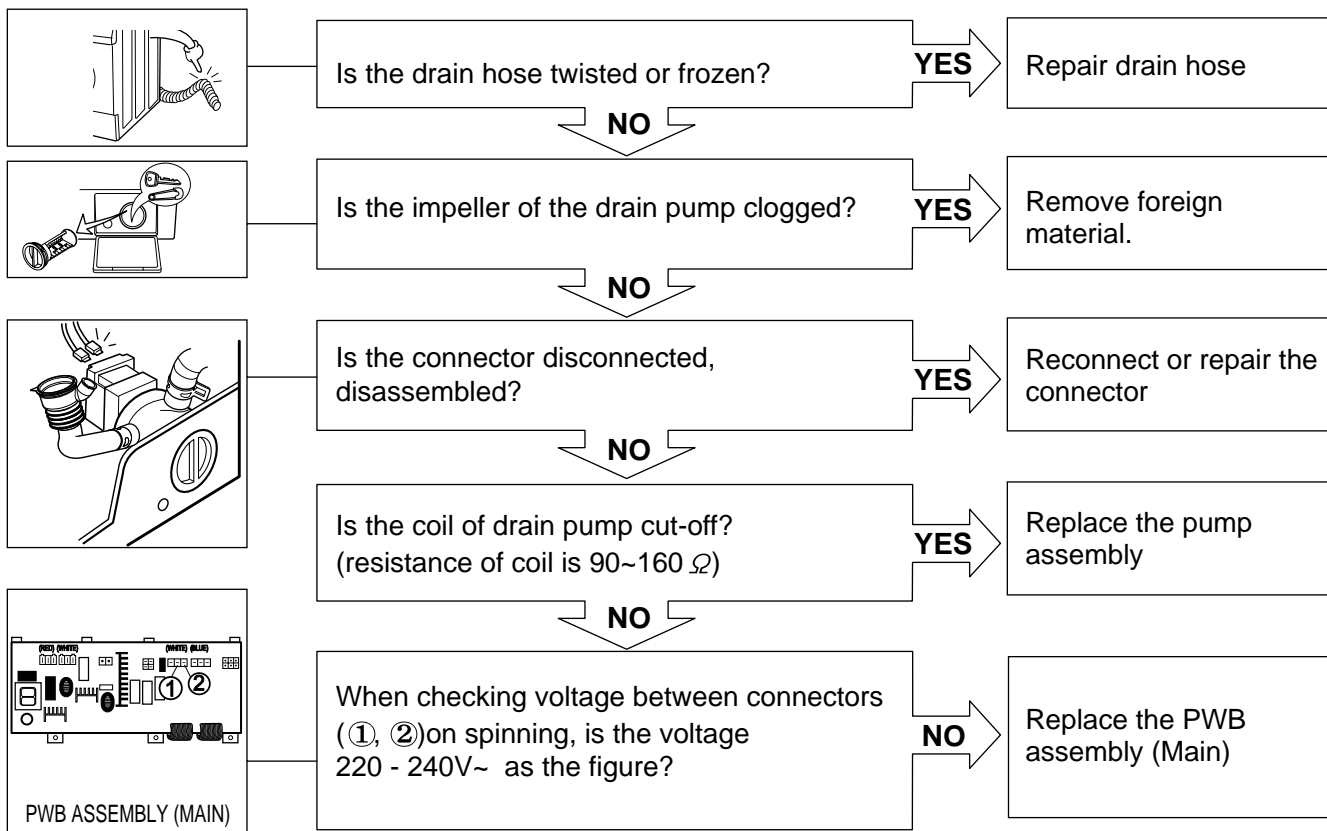 Is the drain hose twisted or frozen?
YES
Repair drain hose
NO
Is the impeller of the drain pump clogged?
YES
Remove foreign
material.
NO
Is the connector disconnected,
disassembled?
YES
Reconnect or repair the
connector
NO
Is the coil of drain pump cut-off?
(resistance of coil is 90~160 Ω)
YES
Replace the pump
assembly
NO
(RED) (WHITE) (WHITE) (BLUE)
① ②
PWB ASSEMBLY (MAIN)
When checking voltage between connectors
(①, ②)on spinning, is the voltage
220 - 240V~ as the figure?
NO
Replace the PWB
assembly (Main)